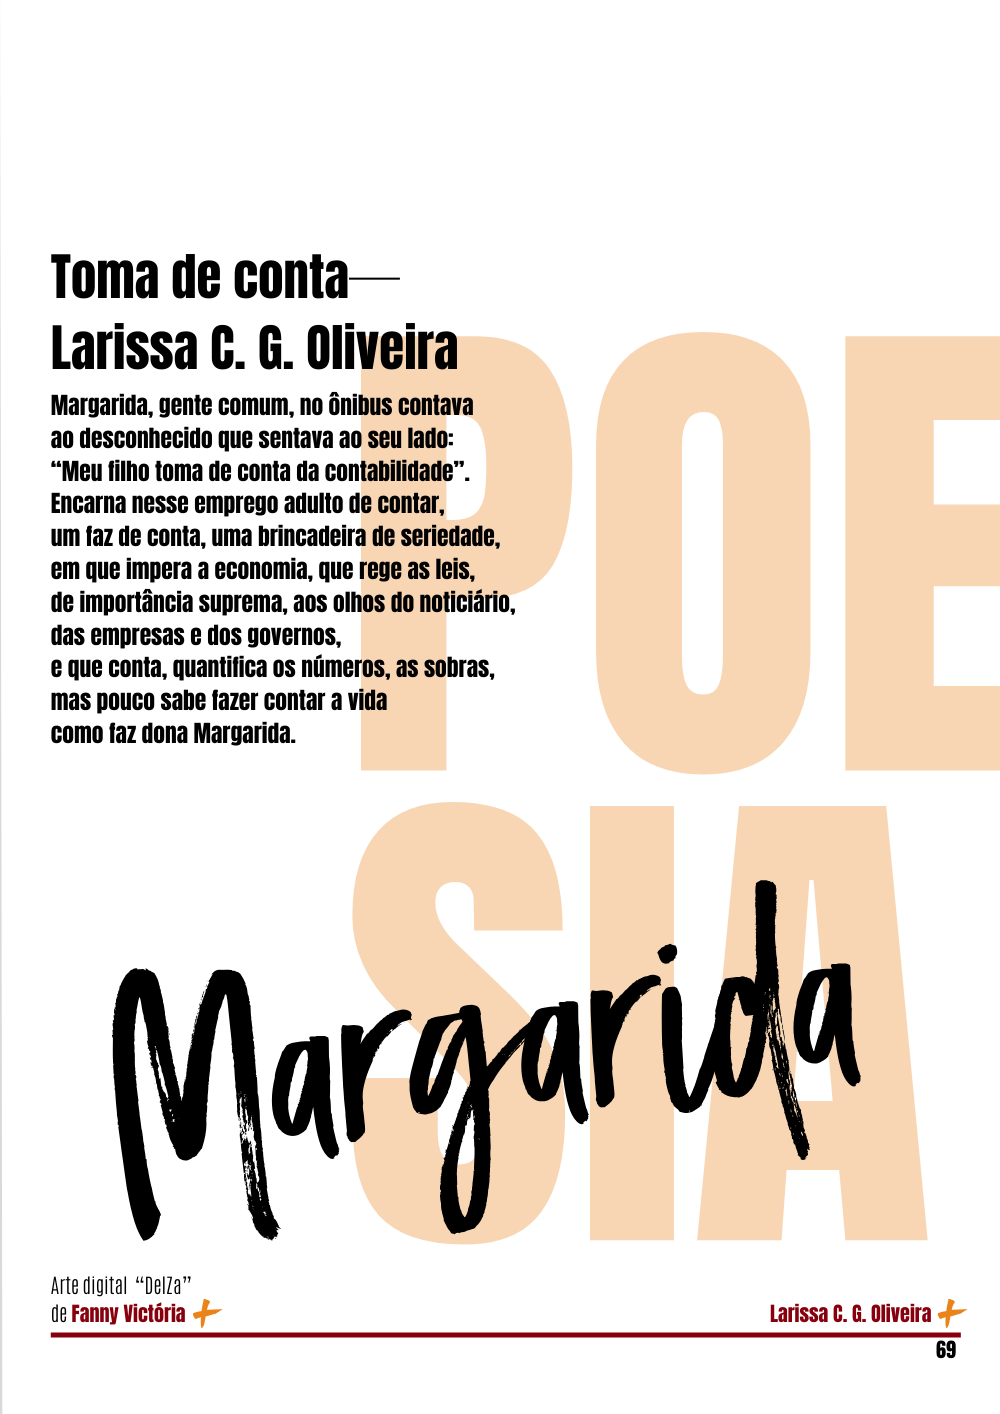 Toma de conta—
Larissa C. G. Oliveira
Margarida, gente comum, no ônibus contava
ao desconhecido que sentava ao seu lado:
“Meu filho toma de conta da contabilidade”.
Encarna nesse emprego adulto de contar,
um faz de conta, uma brincadeira de seriedade,
em que impera a economia, que rege as leis,
de importância suprema, aos olhos do noticiário,
das empresas e dos governos,
e que conta, quantifica os números, as sobras,
mas pouco sabe fazer contar a vida
como faz dona Margarida.
POE
SIA
Margarida
Arte digital “DelZa”
de Fanny Victória
Larissa C. G. Oliveira
69